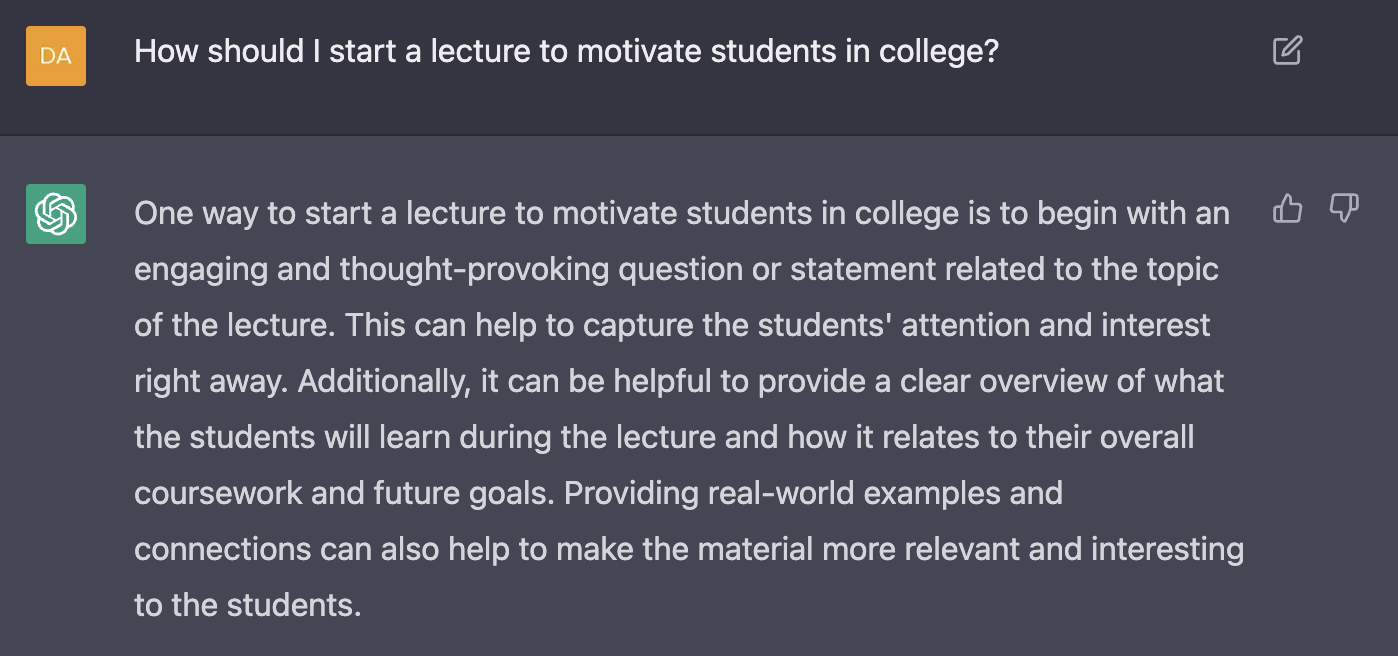 DA
How should I start a lecture to motivate students in college?
One way to start a lecture to motivate students in college is to begin with an
engaging and thought-provoking question or statement related to the topic
of the lecture. This can help to capture the students' attention and interest
right away. Additionally, it can be helpful to provide a clear overview of what
the students will learn during the lecture and how it relates to their overall
coursework and future goals. Providing real-world examples and
connections can also help to make the material more relevant and interesting
to the students.